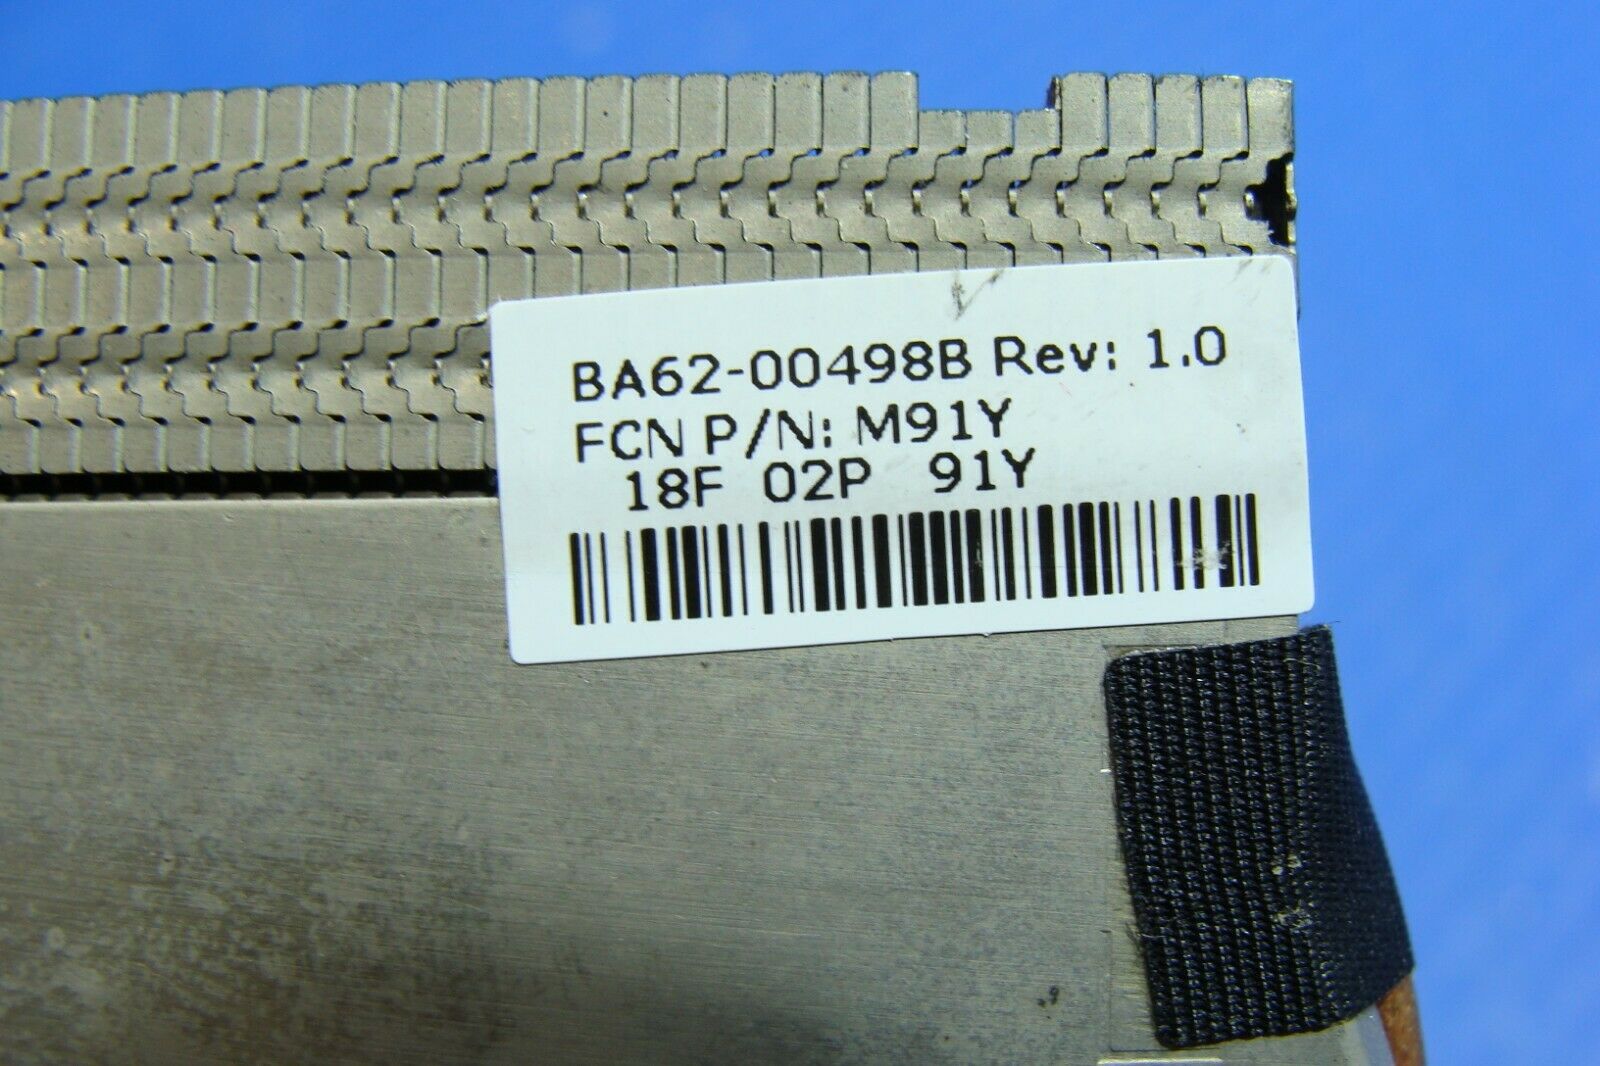 BA62-00498B Rev: 1.0
FCN P/N: M91Y
18F 02P 91Y